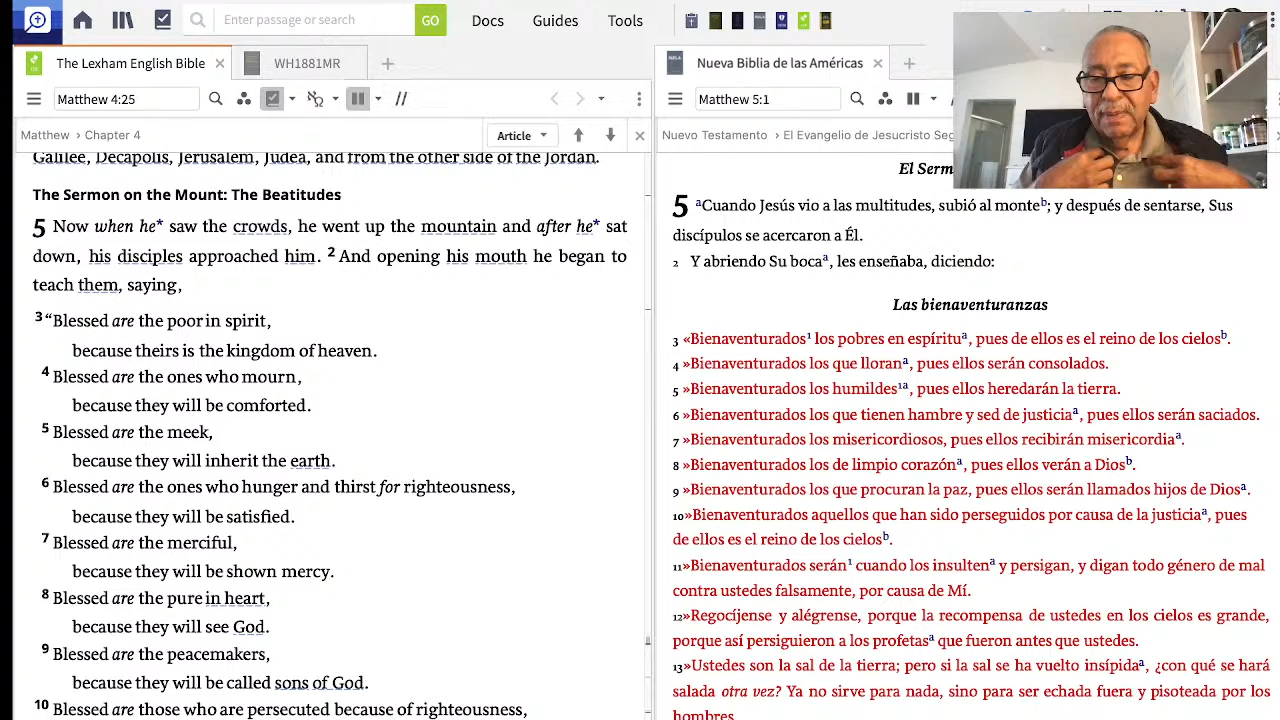 Enter passage or search
GO
Docs
Guides
Tools
The Lexham English Bible
WH1881MR
Matthew 4:25
Matthew > Chapter 4
Article
Galilee, Decapolis, Jerusalem, Judea, and from the other side of the Jordan.
The Sermon on the Mount: The Beatitudes
5 Now when he* saw the crowds, he went up the mountain and after he* sat
down, his disciples approached him. 2 And opening his mouth he began to
teach them, saying,
3 “Blessed are the poor in spirit,
because theirs is the kingdom of heaven.
4 Blessed are the ones who mourn,
because they will be comforted.
5 Blessed are the meek,
because they will inherit the earth.
6 Blessed are the ones who hunger and thirst for righteousness,
because they will be satisfied.
7 Blessed are the merciful,
because they will be shown mercy.
8 Blessed are the pure in heart,
because they will see God.
9 Blessed are the peacemakers,
because they will be called sons of God.
10 Blessed are those who are persecuted because of righteousness,
Nueva Biblia de las Américas
Matthew 5:1
Nuevo Testamento > El Evangelio de Jesucristo Seg
El Serm
5 aCuando Jesús vio a las multitudes, subió al monteb; y después de sentarse, Sus
discípulos se acercaron a Él.
2 Y abriendo Su bocaa, les enseñaba, diciendo:
Las bienaventuranzas
3 »Bienaventurados1 los pobres en espíritua, pues de ellos es el reino de los cielosb.
4 »Bienaventurados los que lloran a, pues ellos serán consolados.
5 »Bienaventurados los humildes1a, pues ellos heredarán la tierra.
6 »Bienaventurados los que tienen hambre y sed de justiciaa, pues ellos serán saciados.
7 »Bienaventurados los misericordiosos, pues ellos recibirán misericordiaa.
8 »Bienaventurados los de limpio corazóna, pues ellos verán a Diosb.
9 »Bienaventurados los que procuran la paz, pues ellos serán llamados hijos de Diosa.
10 »Bienaventurados aquellos que han sido perseguidos por causa de la justiciaa, pues
de ellos es el reino de los cielosb.
11 »Bienaventurados serán1 cuando los insultena y persigan, y digan todo género de mal
contra ustedes falsamente, por causa de Mí.
12 »Regocíjense y alégrense, porque la recompensa de ustedes en los cielos es grande,
porque así persiguieron a los profetasa que fueron antes que ustedes.
13 »Ustedes son la sal de la tierra; pero si la sal se ha vuelto insípidaa, ¿con qué se hará
salada otra vez? Ya no sirve para nada, sino para ser echada fuera y pisoteada por los
hombres.